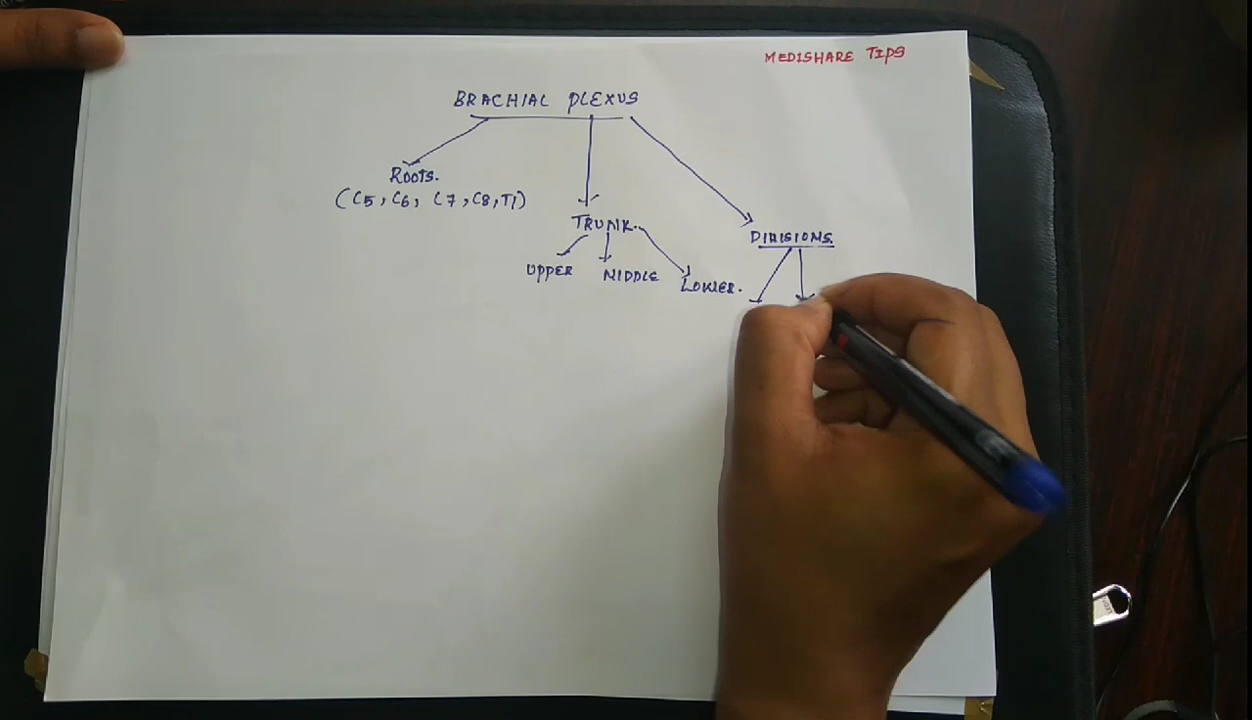 MEDISHARE TIPS
BRACHIAL PLEXUS
ROOTS.
(C5, C6, C7, C8, T1)
TRUNK.
DIVISIONS.
UPPER MIDDLE LOWER.